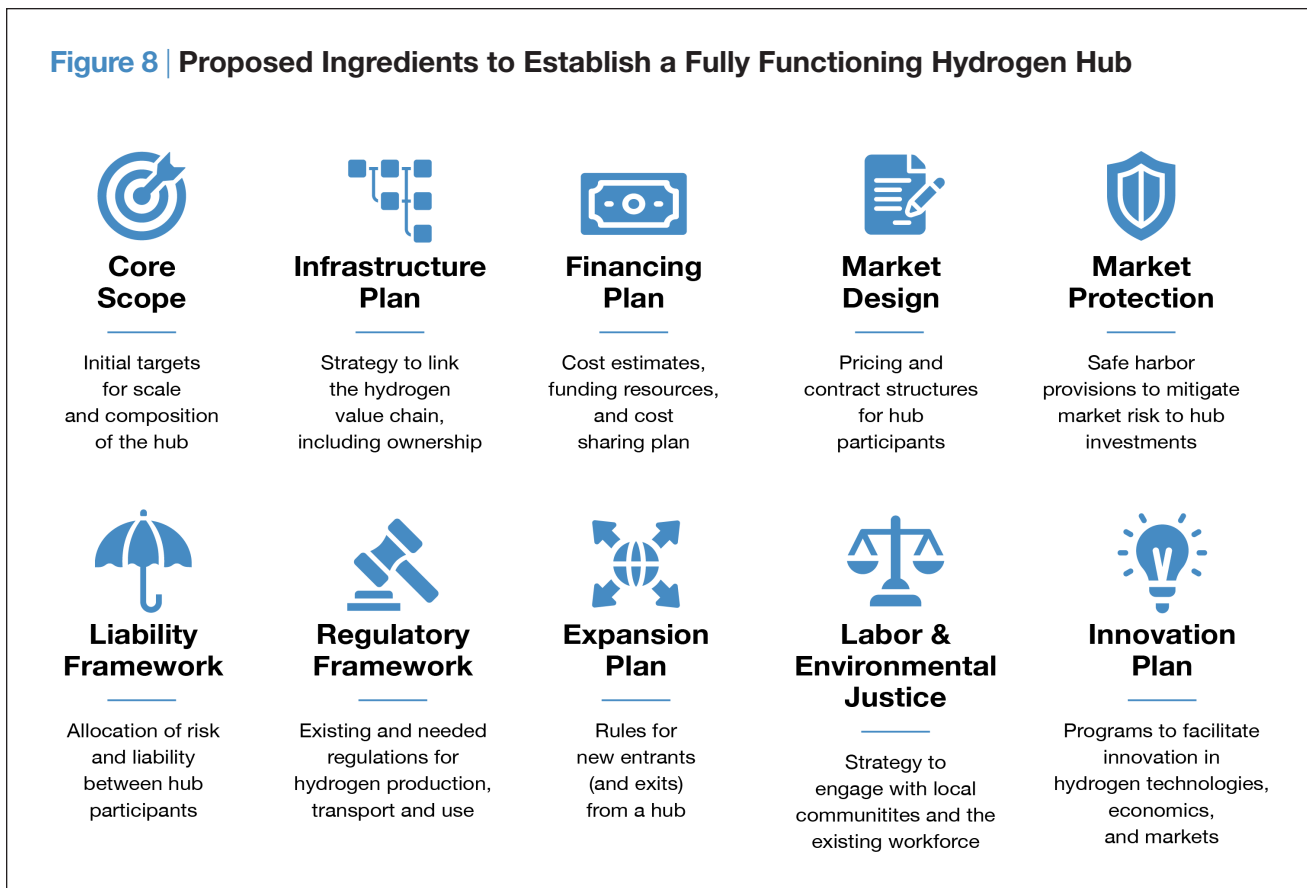 Figure 8 | Proposed Ingredients to Establish a Fully Functioning Hydrogen Hub
Core
Scope
Initial targets
for scale
and composition
of the hub
Infrastructure
Plan
Strategy to link
the hydrogen
value chain,
including ownership
Financing
Plan
Cost estimates,
funding resources,
and cost
sharing plan
Market
Design
Pricing and
contract structures
for hub
participants
Market
Protection
Safe harbor
provisions to mitigate
market risk to hub
investments
Liability
Framework
Allocation of risk
and liability
between hub
participants
Regulatory
Framework
Existing and needed
regulations for
hydrogen production,
transport and use
Expansion
Plan
Rules for
new entrants
(and exits)
from a hub
Labor &
Environmental
Justice
Strategy to
engage with local
communitites and the
existing workforce
Innovation
Plan
Programs to facilitate
innovation in
hydrogen technologies,
economics,
and markets